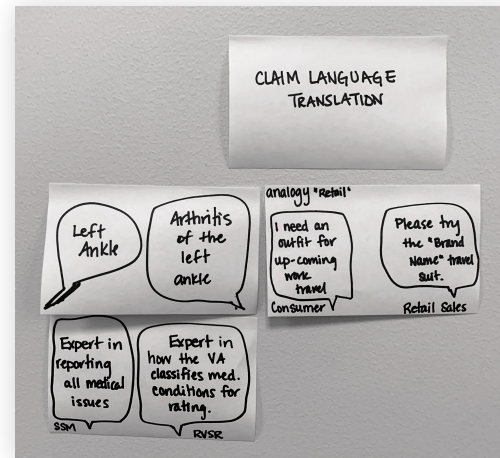 CLAIM LANGUAGE
TRANSLATION
Left
Ankle
Arthritis
of the
left
ankle
analogy "Retail"
I need an
outfit for
up-coming
work
travel
Consumer
Please try
the "Brand
Name" travel
suit.
Retail Sales
Expert in
reporting
all medical
issues
SSM
Expert in
how the VA
classifies med.
conditions for
rating.
RVSR